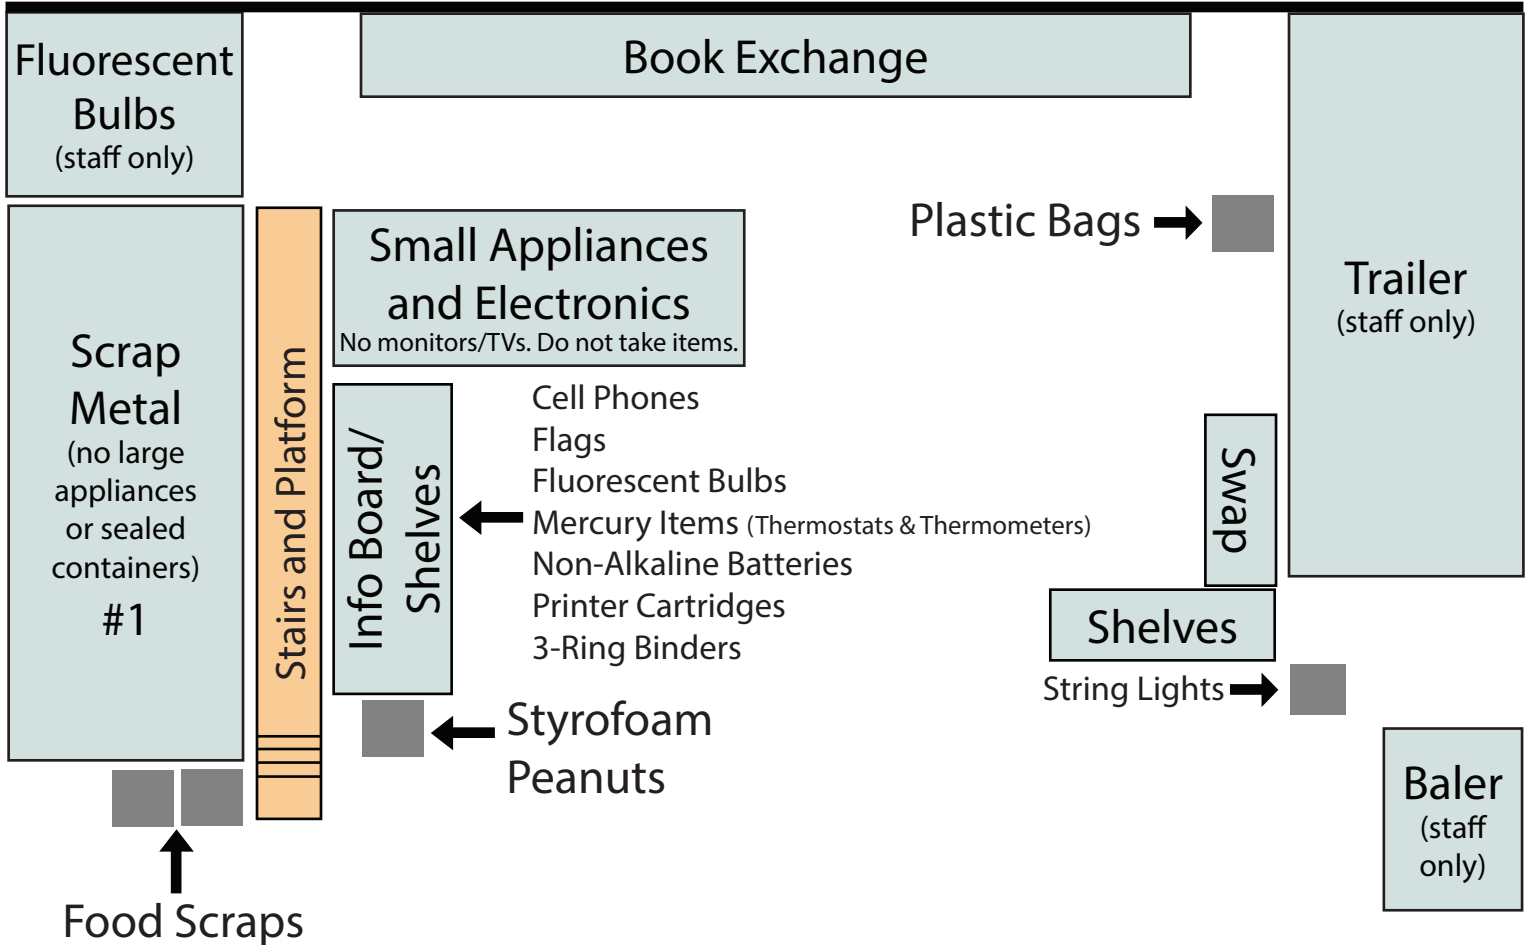 Fluorescent
Bulbs
(staff only)
Book Exchange
Plastic Bags
Trailer
(staff only)
Small Appliances
and Electronics
No monitors/TVs. Do not take items.
Scrap
Metal
(no large
appliances
or sealed
containers)
#1
Stairs and Platform
Info Board/
Shelves
Cell Phones
Flags
Fluorescent Bulbs
Mercury Items (Thermostats & Thermometers)
Non-Alkaline Batteries
Printer Cartridges
3-Ring Binders
Swap
Shelves
String Lights
Styrofoam
Peanuts
Baler
(staff
only)
Food Scraps